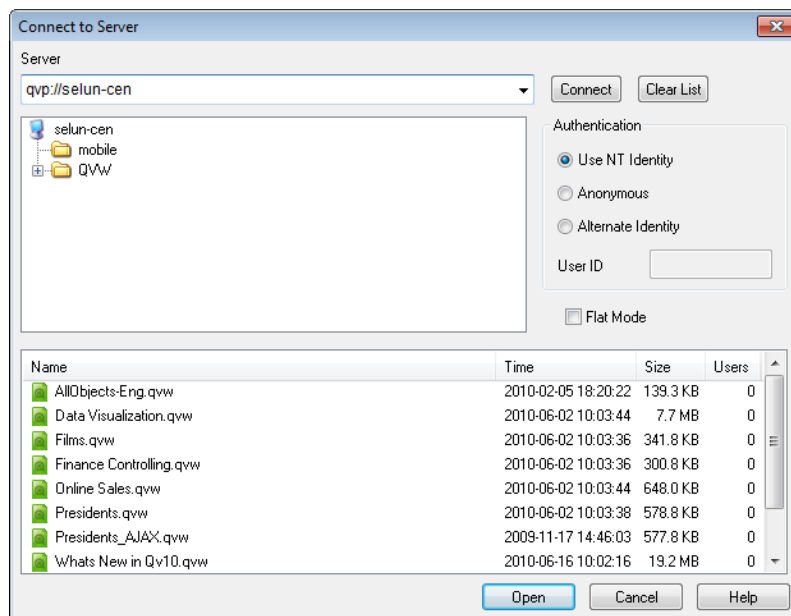 Connect to Server
Server
qvp://selun-cen
Connect
Clear List
selun-cen
mobile
QVW
Authentication
Use NT Identity
Anonymous
Alternate Identity
User ID
Flat Mode
Name Time Size Users
AllObjects-Eng.qvw 2010-02-05 18:20:22 139.3 KB 0
Data Visualization.qvw 2010-06-02 10:03:44 7.7 MB 0
Films.qvw 2010-06-02 10:03:36 341.8 KB 0
Finance Controlling.qvw 2010-06-02 10:03:36 300.8 KB 0
Online Sales.qvw 2010-06-02 10:03:44 648.0 KB 0
Presidents.qvw 2010-06-02 10:03:38 578.8 KB 0
Presidents_AJAX.qvw 2009-11-17 14:46:03 577.8 KB 0
Whats New in Qv10.qvw 2010-06-16 10:02:16 19.2 MB 0
Open Cancel Help